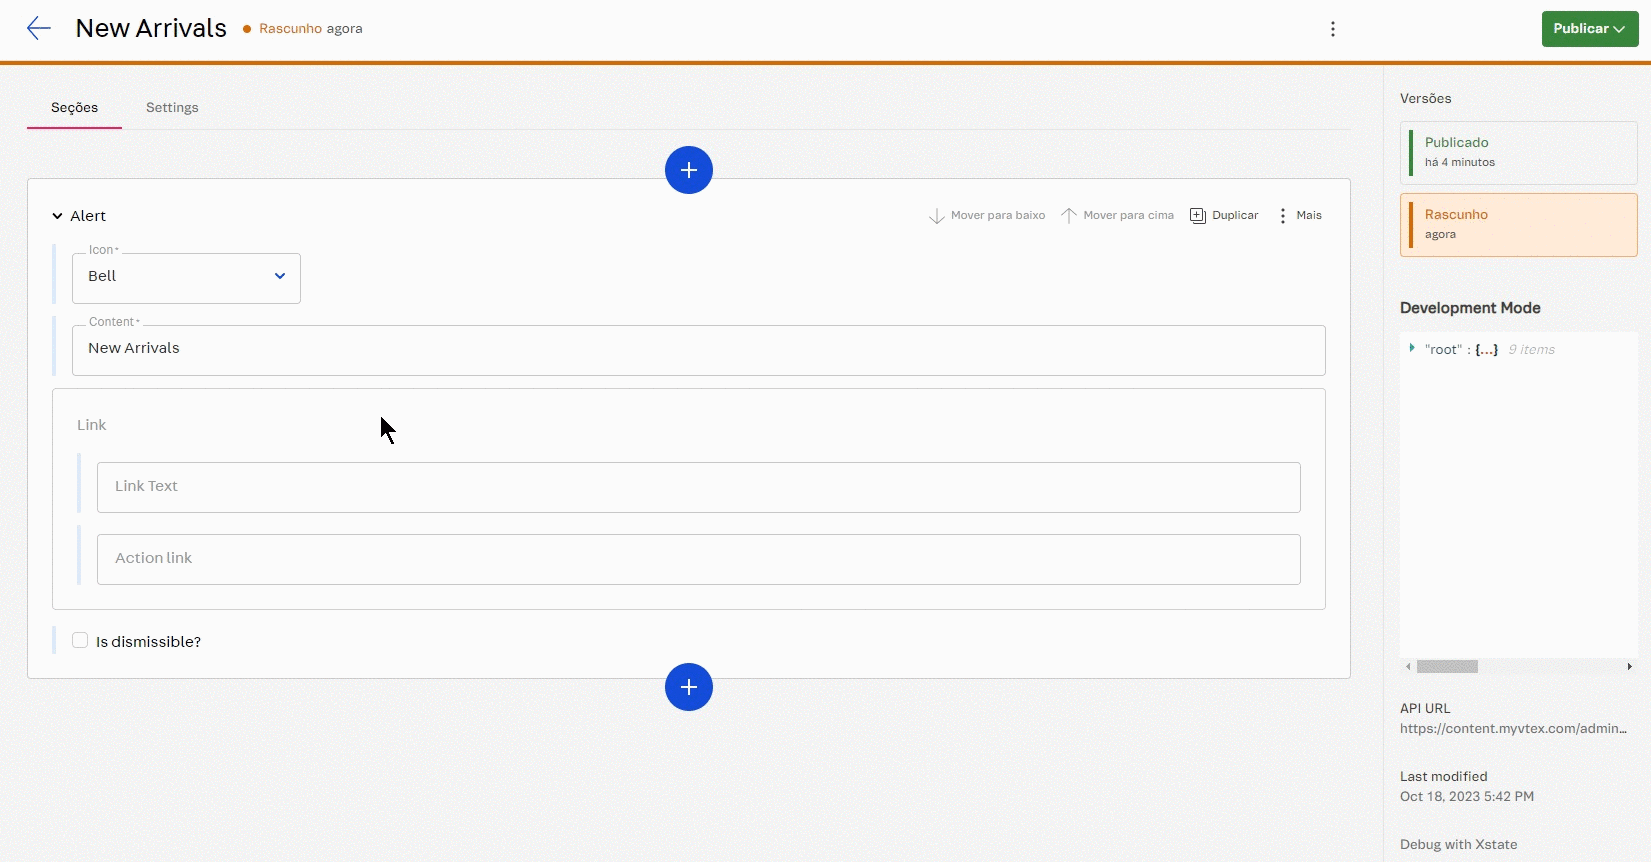 New Arrivals Rascunho agora
Publicar
Seções Settings
Alert
Mover para baixo Mover para cima Duplicar Mais
Icon*
Bell
Content*
New Arrivals
Link
Link Text
Action link
Is dismissible?
Versões
Publicado
há 4 minutos
Rascunho
agora
Development Mode
"root" : {...} 9 items
API URL
https://content.myvtex.com/admin...
Last modified
Oct 18, 2023 5:42 PM
Debug with Xstate